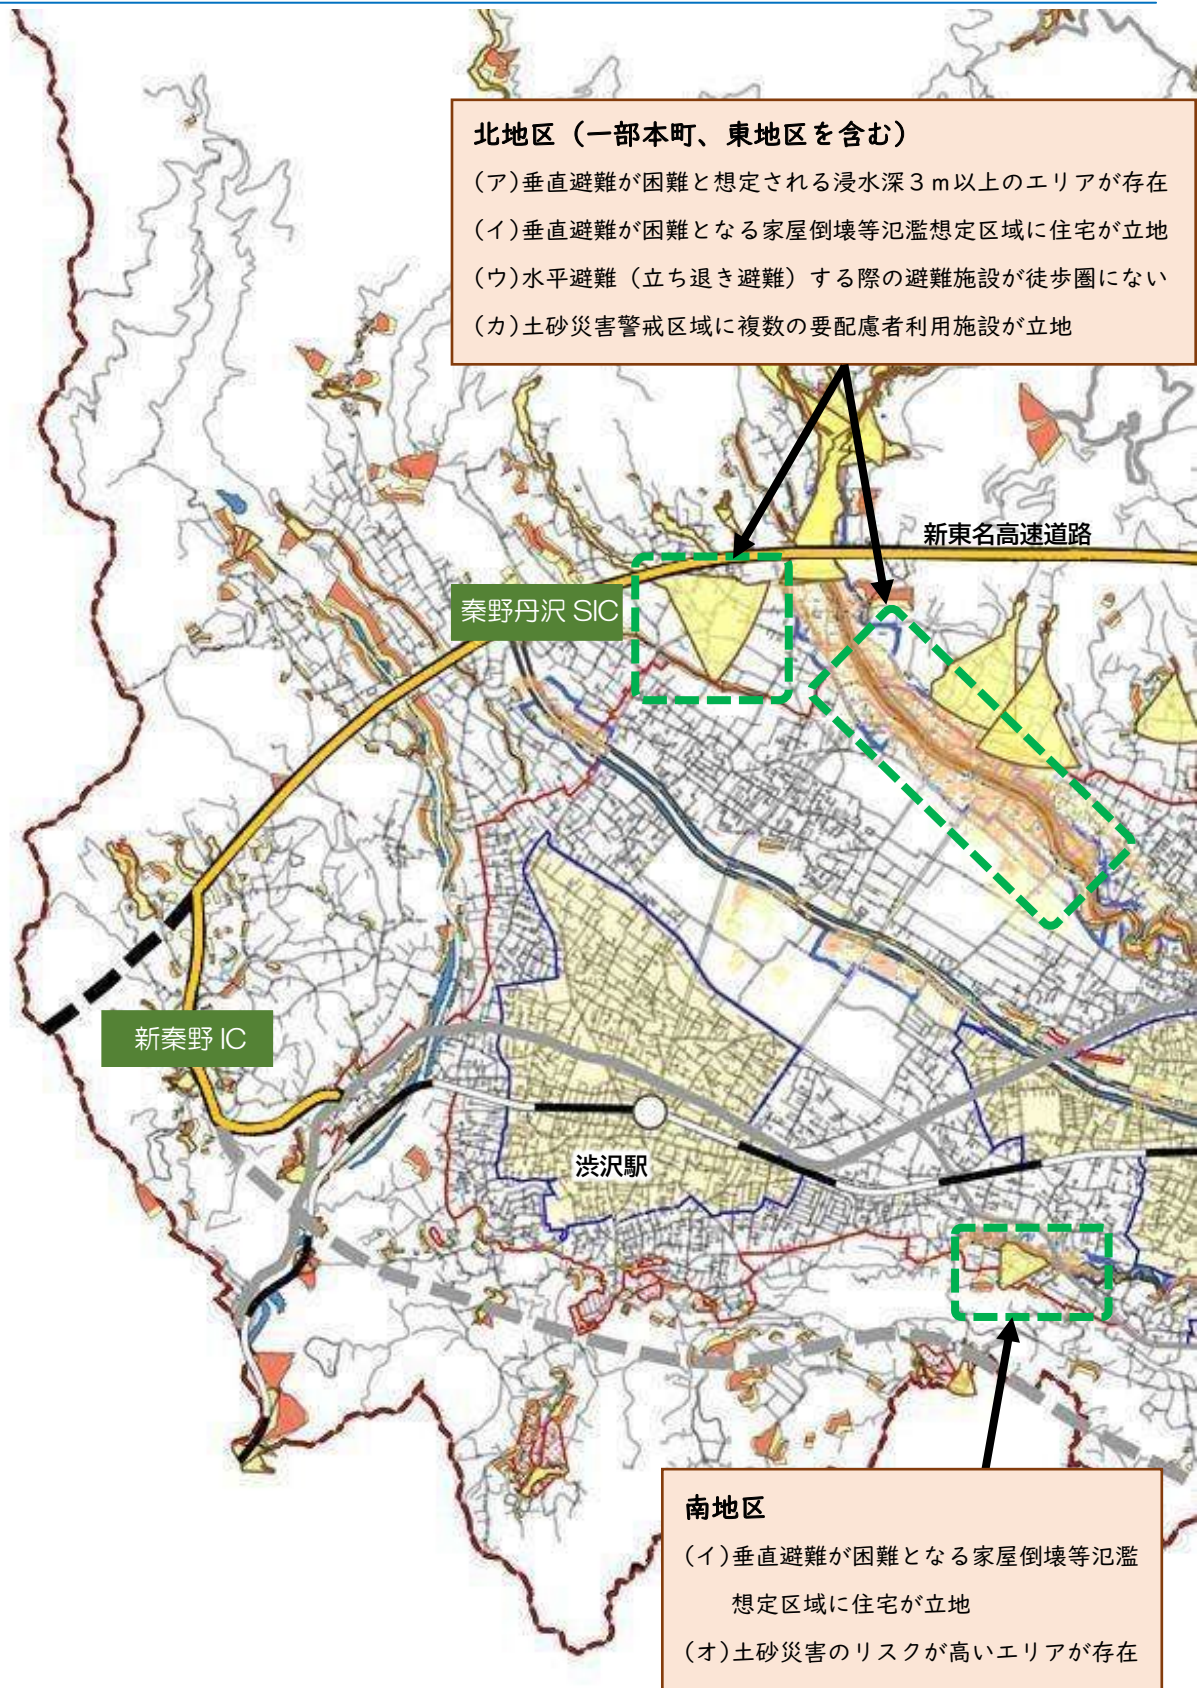 北地区（一部本町、東地区を含む）
(ア)垂直避難が困難と想定される浸水深３ｍ以上のエリアが存在
(イ)垂直避難が困難となる家屋倒壊等氾濫想定区域に住宅が立地
(ウ)水平避難（立ち退き避難）する際の避難施設が徒歩圏にない
(カ)土砂災害警戒区域に複数の要配慮者利用施設が立地
新東名高速道路
秦野丹沢 SIC
新秦野 IC
渋沢駅
南地区
(イ)垂直避難が困難となる家屋倒壊等氾濫
想定区域に住宅が立地
(オ)土砂災害のリスクが高いエリアが存在